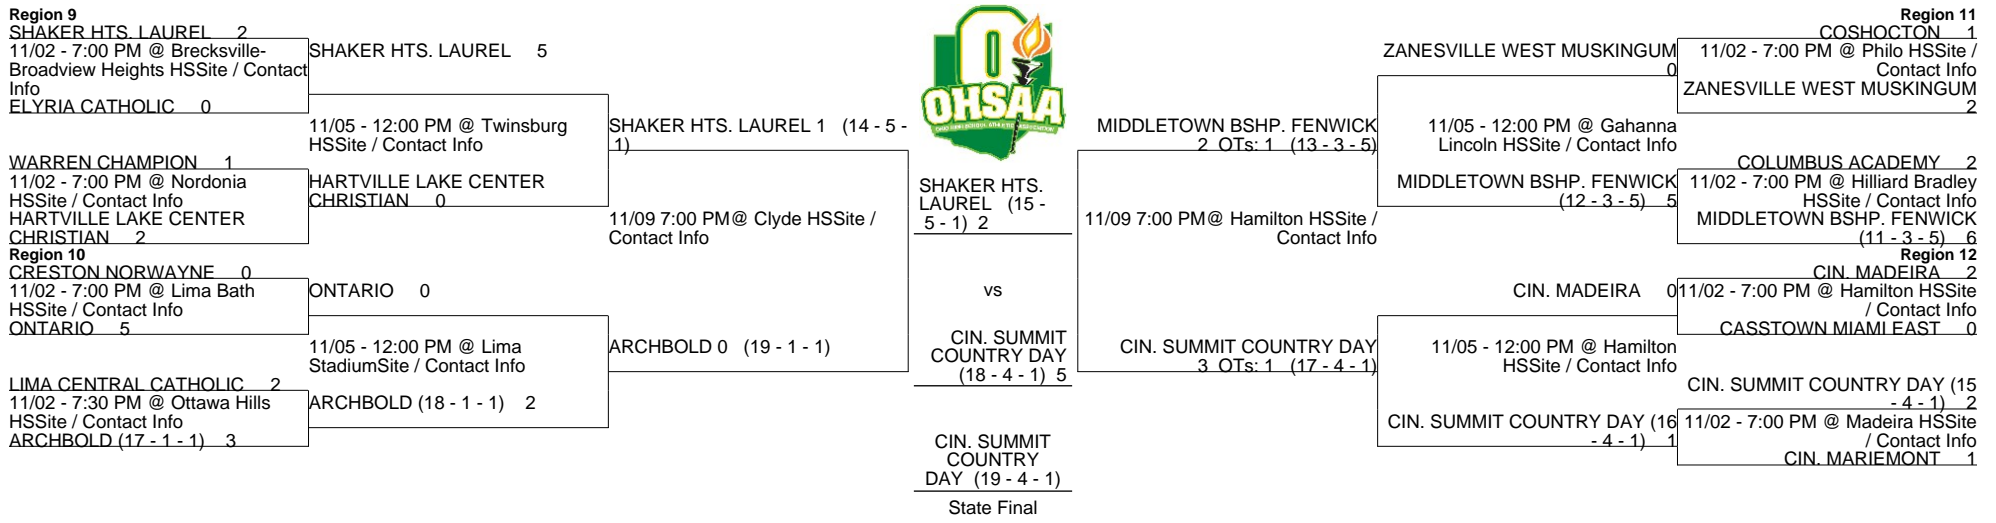 Region 9
SHAKER HTS. LAUREL 2
11/02 - 7:00 PM @ Brecksville-
Broadview Heights HSSite / Contact
Info
ELYRIA CATHOLIC 0
WARREN CHAMPION 1
11/02 - 7:00 PM @ Nordonia
HSSite / Contact Info
HARTVILLE LAKE CENTER
CHRISTIAN 2
Region 10
CRESTON NORWAYNE 0
11/02 - 7:00 PM @ Lima Bath
HSSite / Contact Info
ONTARIO 5
LIMA CENTRAL CATHOLIC 2
11/02 - 7:30 PM @ Ottawa Hills
HSSite / Contact Info
ARCHBOLD (17 - 1 - 1) 3
SHAKER HTS. LAUREL 5
11/05 - 12:00 PM @ Twinsburg
HSSite / Contact Info
HARTVILLE LAKE CENTER
CHRISTIAN 0
ONTARIO 0
11/05 - 12:00 PM @ Lima
StadiumSite / Contact Info
ARCHBOLD (18 - 1 - 1) 2
SHAKER HTS. LAUREL 1 (14 - 5 -
1)
11/09 7:00 PM@ Clyde HSSite /
Contact Info
ARCHBOLD 0 (19 - 1 - 1)
OHSAA
SHAKER HTS.
LAUREL (15 -
5 - 1) 2
vs
CIN. SUMMIT
COUNTRY DAY
(18 - 4 - 1) 5
CIN. SUMMIT
COUNTRY
DAY (19 - 4 - 1)
State Final
MIDDLETOWN BSHP. FENWICK
2 OTs: 1 (13 - 3 - 5)
11/09 7:00 PM@ Hamilton HSSite /
Contact Info
CIN. SUMMIT COUNTRY DAY
3 OTs: 1 (17 - 4 - 1)
ZANESVILLE WEST MUSKINGUM
0
11/05 - 12:00 PM @ Gahanna
Lincoln HSSite / Contact Info
MIDDLETOWN BSHP. FENWICK
(12 - 3 - 5) 5
CIN. MADEIRA 0
11/05 - 12:00 PM @ Hamilton
HSSite / Contact Info
CIN. SUMMIT COUNTRY DAY (16
- 4 - 1) 1
Region 11
COSHOCTON 1
11/02 - 7:00 PM @ Philo HSSite /
Contact Info
ZANESVILLE WEST MUSKINGUM
2
COLUMBUS ACADEMY 2
11/02 - 7:00 PM @ Hilliard Bradley
HSSite / Contact Info
MIDDLETOWN BSHP. FENWICK
(11 - 3 - 5) 6
Region 12
CIN. MADEIRA 2
11/02 - 7:00 PM @ Hamilton HSSite
/ Contact Info
CASSTOWN MIAMI EAST 0
CIN. SUMMIT COUNTRY DAY (15
- 4 - 1) 2
11/02 - 7:00 PM @ Madeira HSSite
/ Contact Info
CIN. MARIEMONT 1